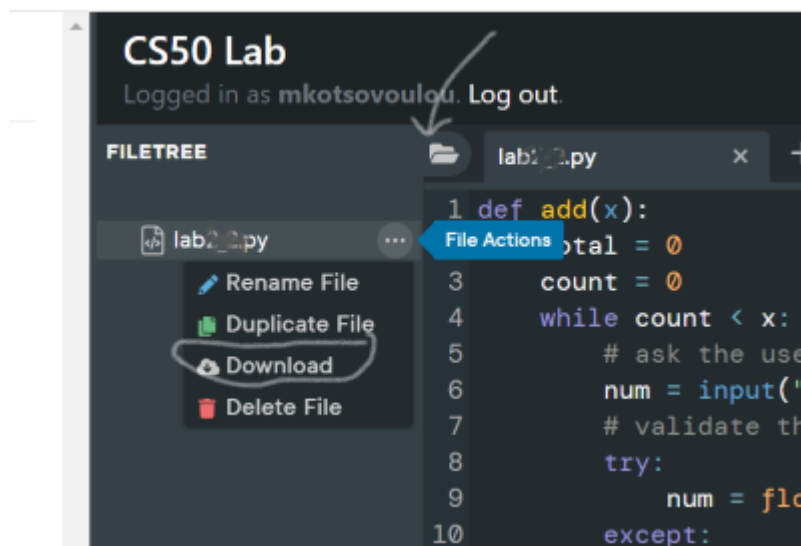 CS50 Lab
Logged in as mkotsovoulou. Log out.
FILETREE
.py
.py
File Actions
Rename File
Duplicate File
Download
Delete File
1 def add(x):
total = 0
3 count = 0
4 while count < x:
5 # ask the use
6 num = input("
7 # validate th
8 try:
9 num = flo
10 except: